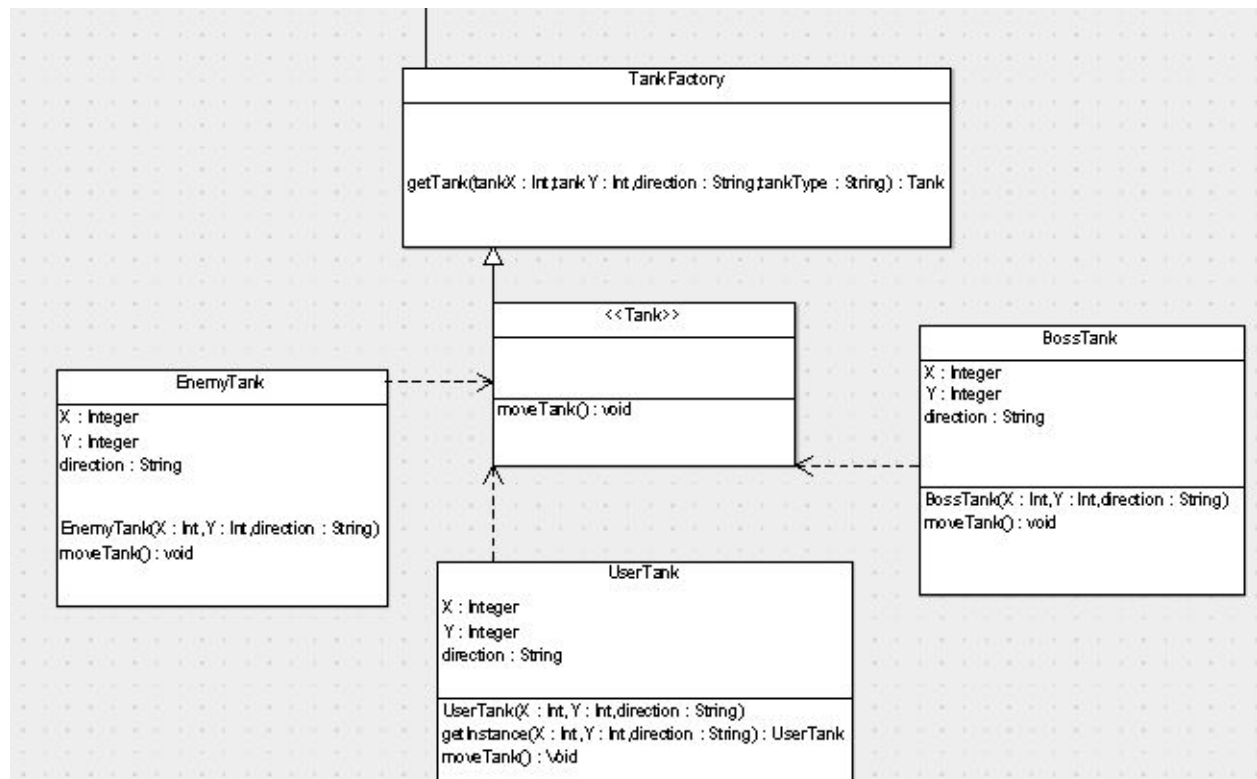 TankFactory
getTank(tankX : Int,tankY : Int,direction : String,tankType : String) : Tank
<<Tank>>
moveTank() : void
EnemyTank
X : Integer
Y : Integer
direction : String
EnemyTank(X : Int,Y : Int,direction : String)
moveTank() : void
BossTank
X : Integer
Y : Integer
direction : String
BossTank(X : Int,Y : Int,direction : String)
moveTank() : void
UserTank
X : Integer
Y : Integer
direction : String
UserTank(X : Int,Y : Int,direction : String)
getInstance(X : Int,Y : Int,direction : String) : UserTank
moveTank() : Void